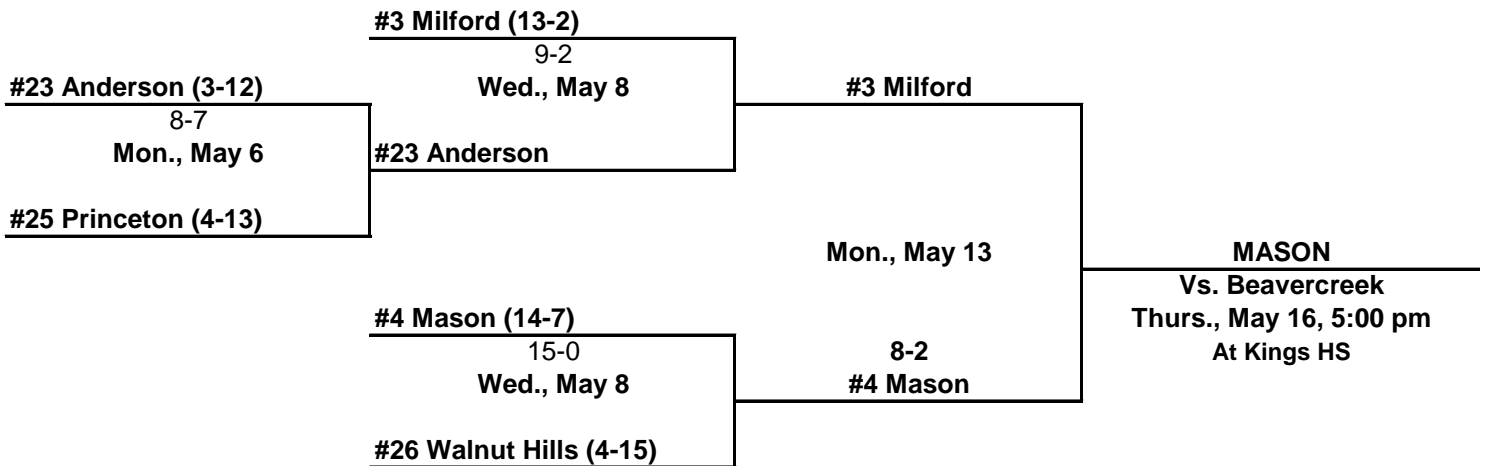 #3 Milford (13-2)
9-2
#23 Anderson (3-12)
Wed., May 8
#3 Milford
8-7
Mon., May 6
#23 Anderson
#25 Princeton (4-13)
Mon., May 13
MASON
Vs. Beavercreek
#4 Mason (14-7)
Thurs., May 16, 5:00 pm
15-0
8-2
At Kings HS
Wed., May 8
#4 Mason
#26 Walnut Hills (4-15)